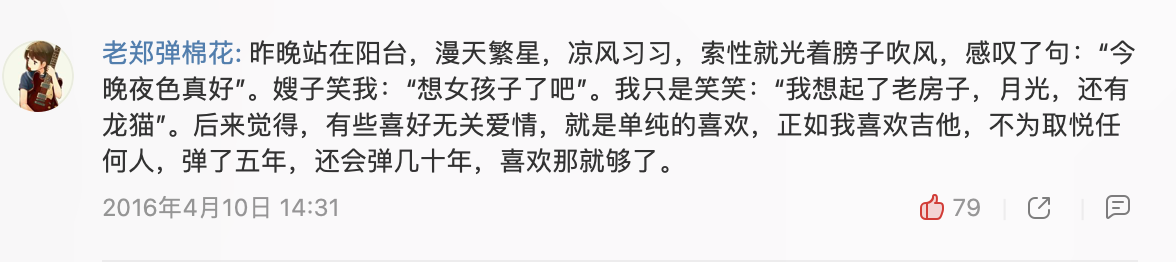 老郑弹棉花: 昨晚站在阳台，漫天繁星，凉风习习，索性就光着膀子吹风，感叹了句：“今
晚夜色真好”。嫂子笑我：“想女孩子了吧”。我只是笑笑：“我想起了老房子，月光，还有
龙猫”。后来觉得，有些喜好无关爱情，就是单纯的喜欢，正如我喜欢吉他，不为取悦任
何人，弹了五年，还会弹几十年，喜欢那就够了。
2016年4月10日 14:31 79